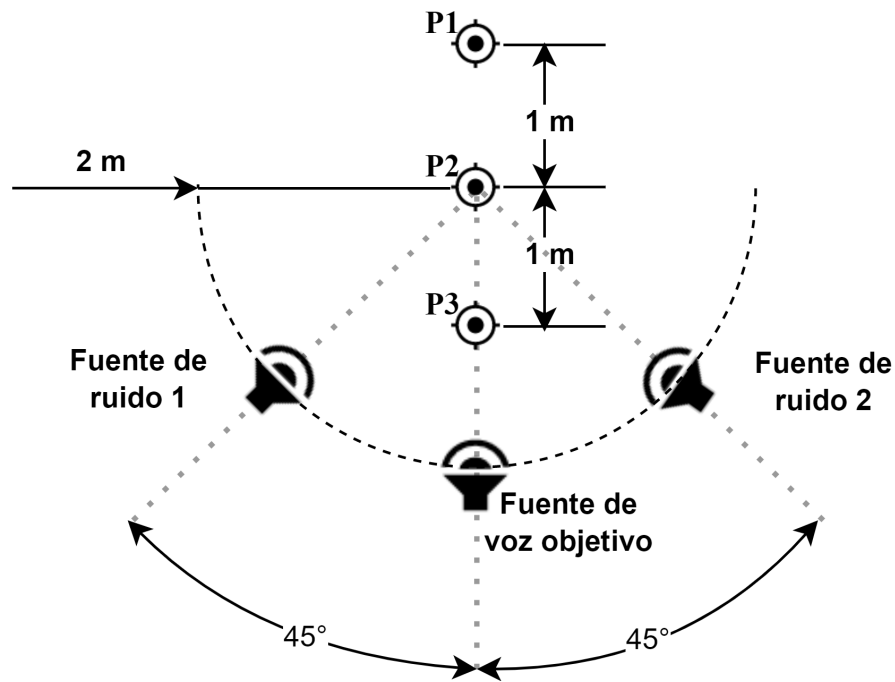 P1
1 m
2 m
P2
1 m
P3
Fuente de
ruido 1
Fuente de
ruido 2
Fuente de
voz objetivo
45°
45°